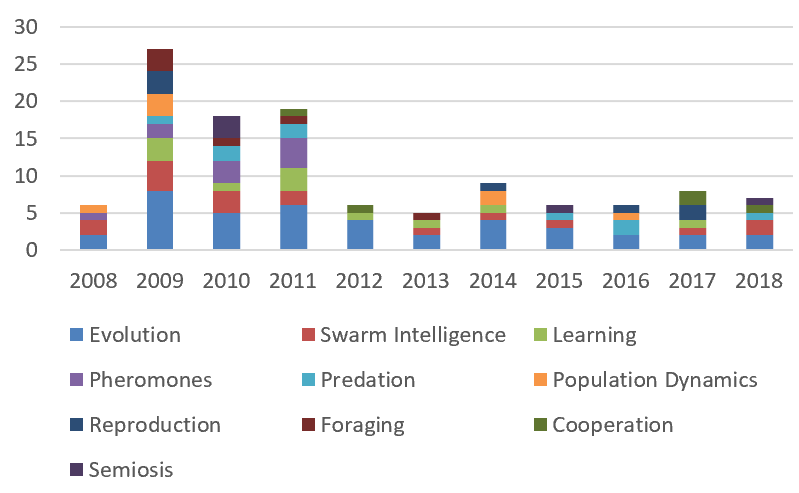 30
25
20
15
10
5
0
2008 2009 2010 2011 2012 2013 2014 2015 2016 2017 2018
Evolution Swarm Intelligence Learning
Pheromones Predation Population Dynamics
Reproduction Foraging Cooperation
Semiosis